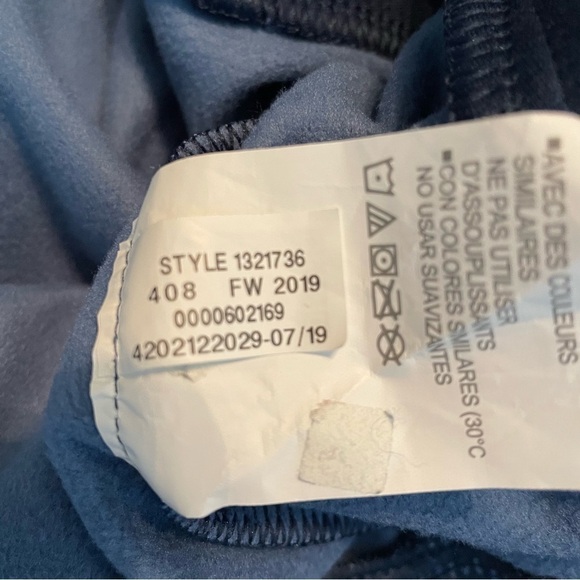 STYLE 1321736
408 FW 2019
0000602169
4202122029-07/19
▪AVEC DES COULEURS
SIMILAIRES
NE PAS UTILISER
D'ASSOUPLISSANTS
▪CON COLORES SMILARES (30°C
NO USAR SUAVIZANTES